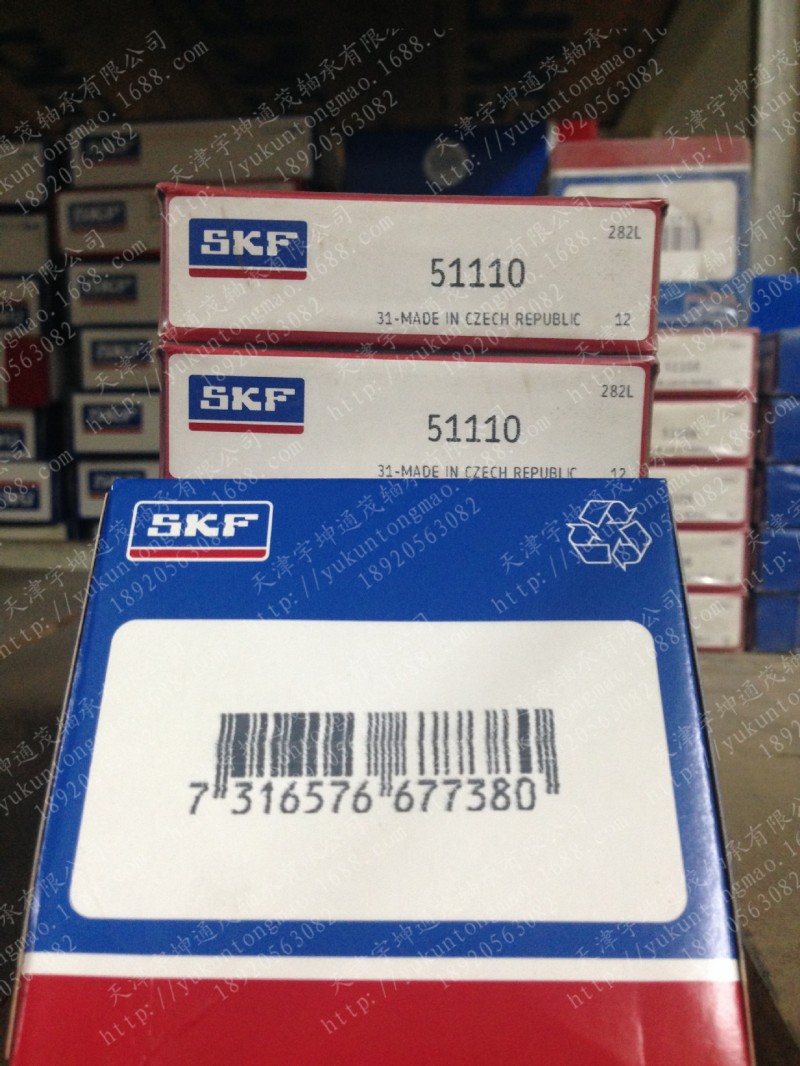 SKF
282L
51110
31-MADE IN CZECH REPUBLIC 12
SKF
282L
51110
31-MADE IN CZECH REPUBLIC 12
SKF
7 316576 677380
SKF
SKF
天津宇坤通茂轴承有限公司
http://yukuntongmao.1688.com
18920563082